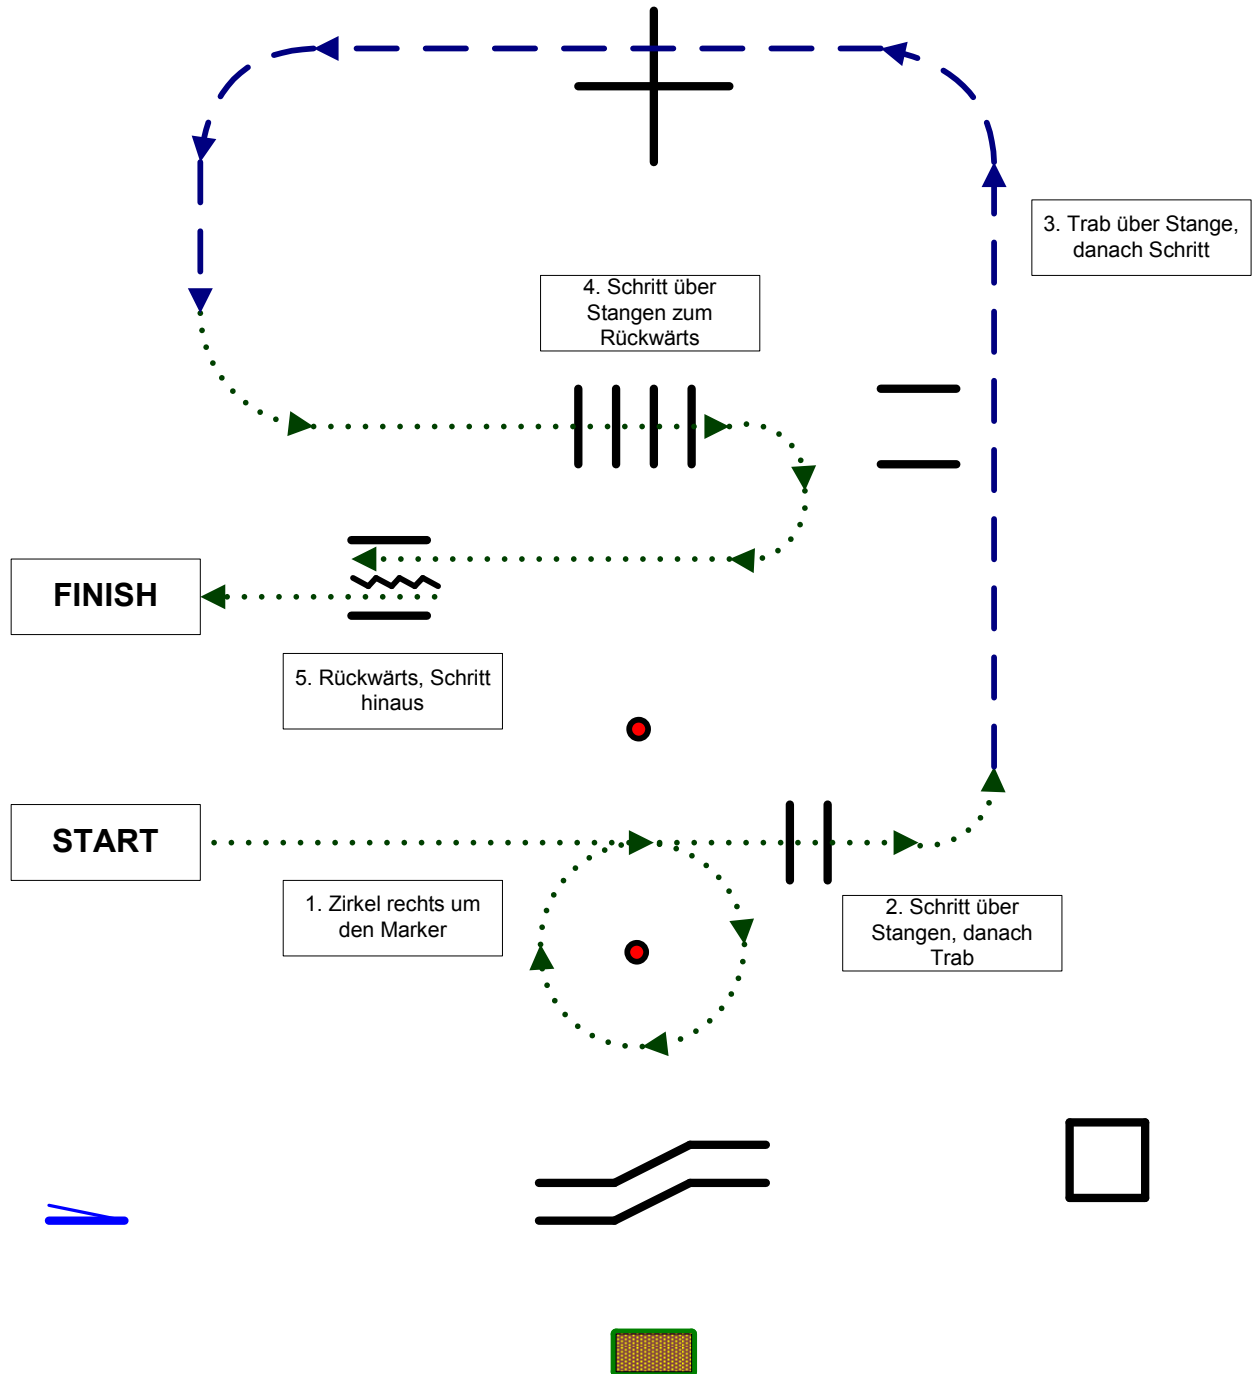 3. Trab über Stange,
danach Schritt
4. Schritt über
Stangen zum
Rückwärts
FINISH
5. Rückwärts, Schritt
hinaus
START
1. Zirkel rechts um
den Marker
2. Schritt über
Stangen, danach
Trab